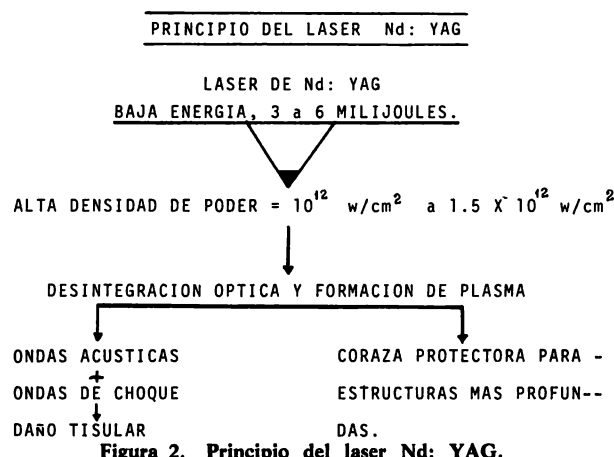 PRINCIPIO DEL LASER Nd: YAG
LASER DE Nd: YAG
BAJA ENERGIA, 3 a 6 MILIJOULES.
ALTA DENSIDAD DE PODER = 10¹² w/cm² a 1.5 X 10¹² w/cm²
DESINTEGRACION OPTICA Y FORMACION DE PLASMA
ONDAS ACUSTICAS
+
ONDAS DE CHOQUE
DAÑO TISULAR
CORAZA PROTECTORA PARA -
ESTRUCTURAS MAS PROFUN--
DAS.
Figura 2. Principio del laser Nd: YAG.